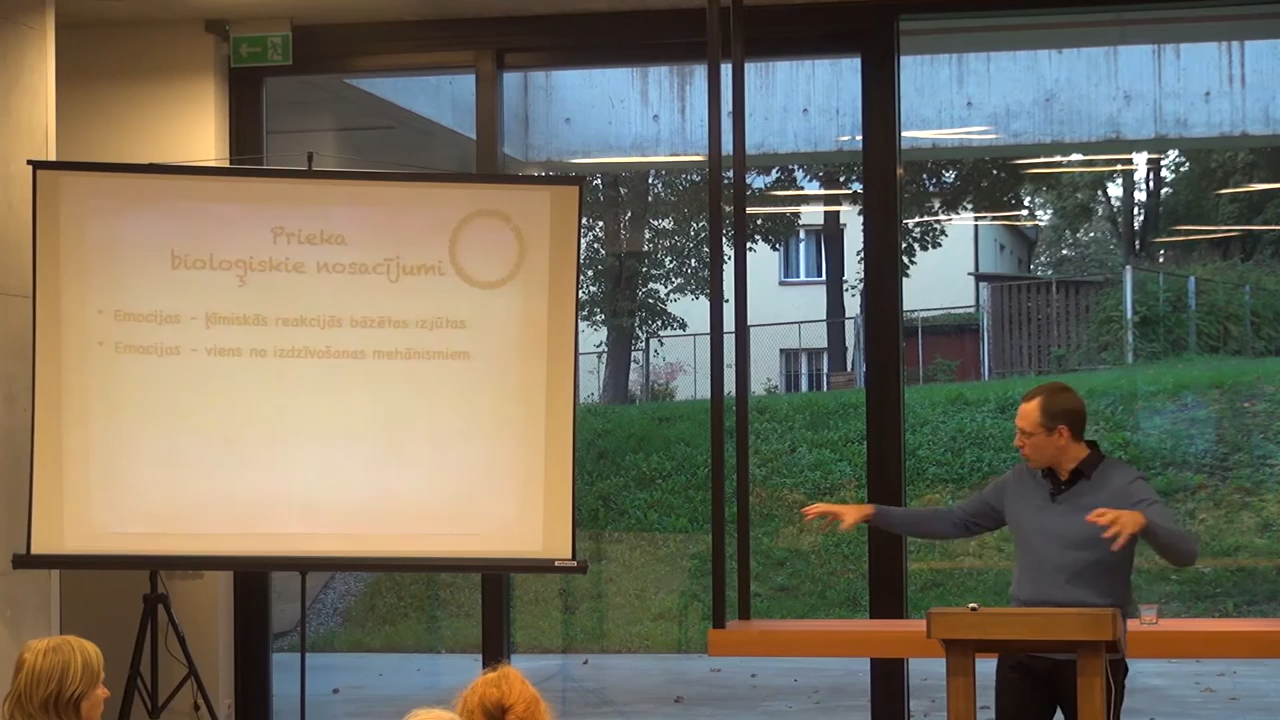 Prieka
bioloģiskie nosacījumi
* Emocijas - ķīmiskās reakcijās bāzētas izjūtas
* Emocijas - viens no izdzīvošanas mehānismiem